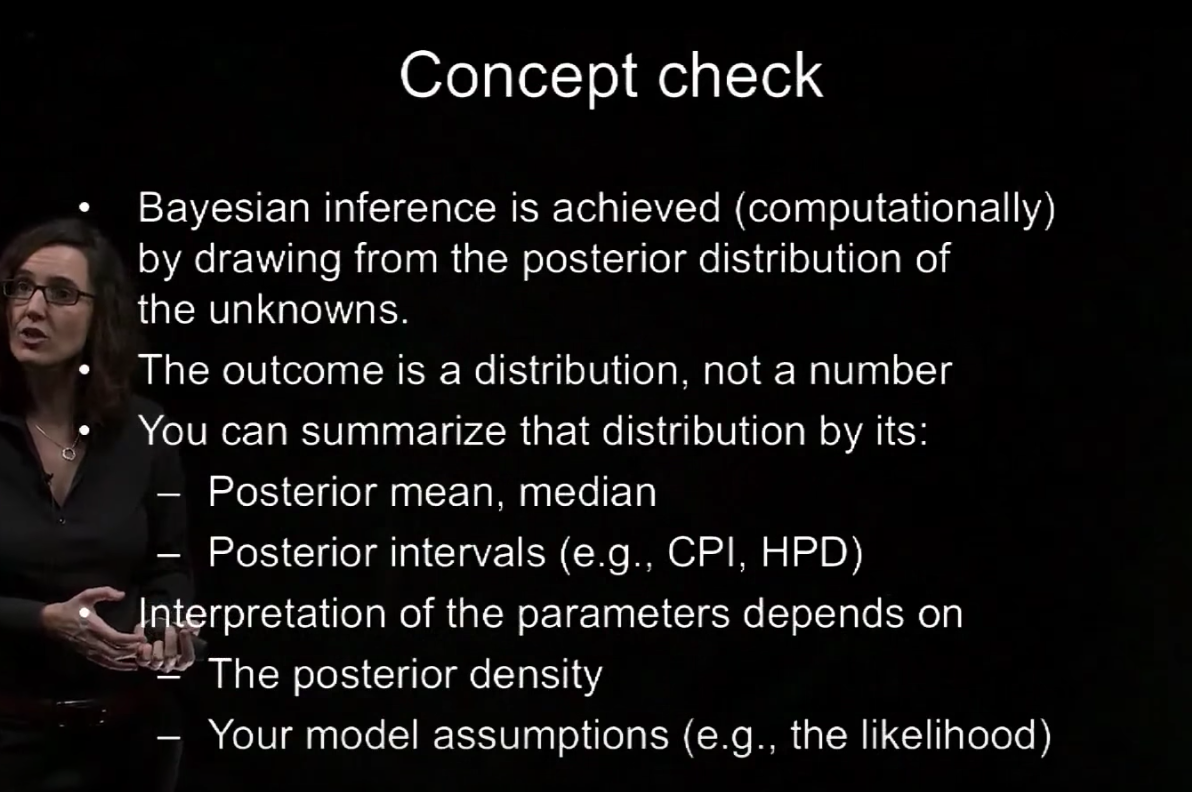 Concept check
• Bayesian inference is achieved (computationally)
by drawing from the posterior distribution of
the unknowns.
• The outcome is a distribution, not a number
• You can summarize that distribution by its:
– Posterior mean, median
– Posterior intervals (e.g., CPI, HPD)
• Interpretation of the parameters depends on
– The posterior density
– Your model assumptions (e.g., the likelihood)